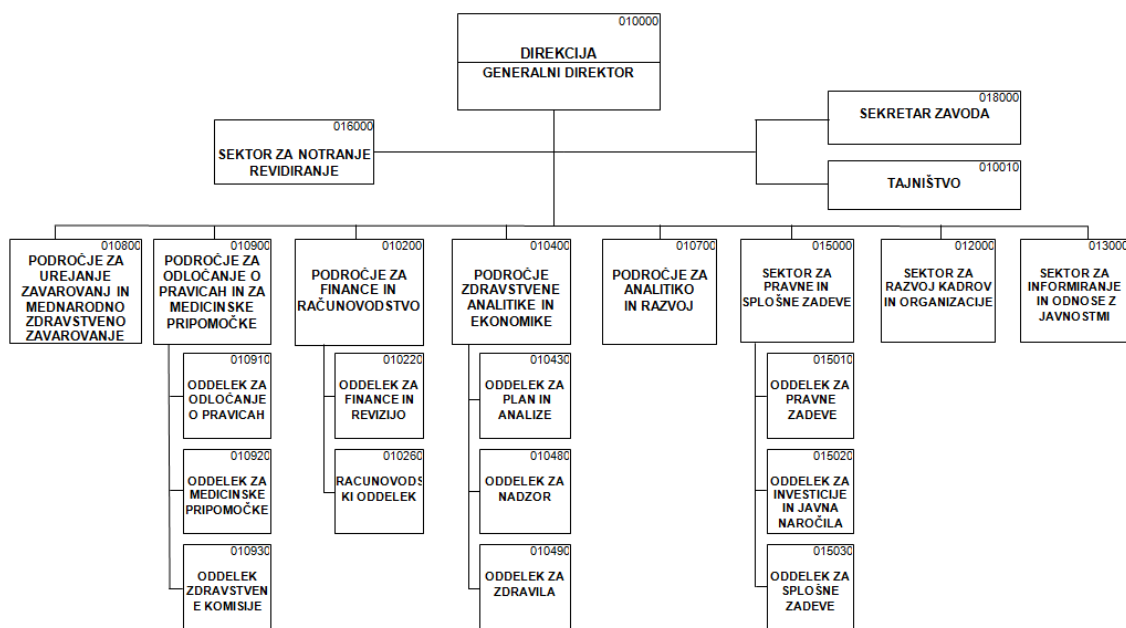 010000
DIREKCIJA
GENERALNI DIREKTOR
016000
SEKTOR ZA NOTRANJE
REVIDIRANJE
018000
SEKRETAR ZAVODA
010010
TAJNIŠTVO
010800
PODROČJE ZA
UREJANJE
ZAVAROVANJ IN
MEDNARODNO
ZDRAVSTVENO
ZAVAROVANJE
010900
PODROČJE ZA
ODLOČANJE O
PRAVICAH IN ZA
MEDICINSKE
PRIPOMOČKE
010200
PODROČJE ZA
FINANCE IN
RAČUNOVODSTVO
010400
PODROČJE
ZDRAVSTVENE
ANALITIKE IN
EKONOMIKE
010700
PODROČJE ZA
ANALITIKO
IN RAZVOJ
015000
SEKTOR ZA
PRAVNE IN
SPLOŠNE ZADEVE
012000
SEKTOR ZA
RAZVOJ KADROV
IN ORGANIZACIJE
013000
SEKTOR ZA
INFORMIRANJE
IN ODNOSE Z
JAVNOSTMI
010910
ODDELEK ZA
ODLOČANJE
O PRAVICAH
010220
ODDELEK ZA
FINANCE IN
REVIZIJO
010430
ODDELEK ZA
PLAN IN
ANALIZE
015010
ODDELEK ZA
PRAVNE
ZADEVE
010920
ODDELEK ZA
MEDICINSKE
PRIPOMOČKE
010260
RACUNOVODS
KI ODDELEK
010480
ODDELEK ZA
NADZOR
015020
ODDELEK ZA
INVESTICIJE
IN JAVNA
NAROČILA
010930
ODDELEK
ZDRAVSTVEN
E KOMISIJE
010490
ODDELEK ZA
ZDRAVILA
015030
ODDELEK ZA
SPLOŠNE
ZADEVE